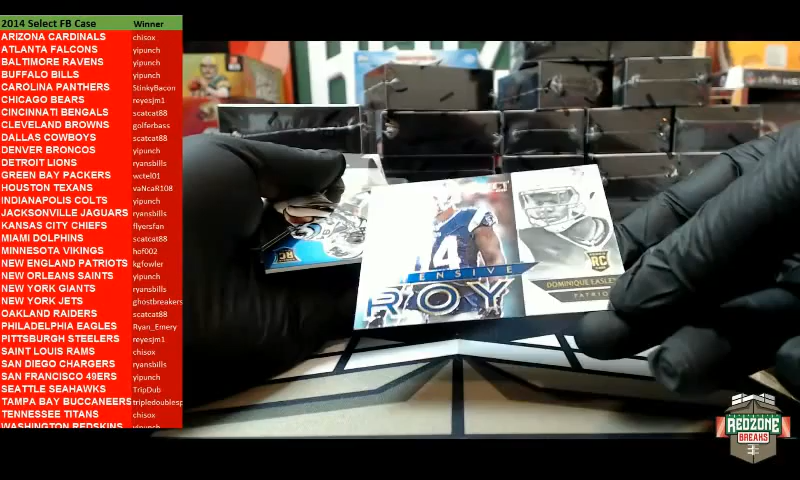 2014 Select FB Case Winner
ARIZONA CARDINALS chisox
ATLANTA FALCONS yipunch
BALTIMORE RAVENS yipunch
BUFFALO BILLS yipunch
CAROLINA PANTHERS StinkyBacon
CHICAGO BEARS reyesjm1
CINCINNATI BENGALS scatcat88
CLEVELAND BROWNS golferbass
DALLAS COWBOYS scatcat88
DENVER BRONCOS yipunch
DETROIT LIONS ryansbills
GREEN BAY PACKERS wctel01
HOUSTON TEXANS vaNcaR108
INDIANAPOLIS COLTS yipunch
JACKSONVILLE JAGUARS ryansbills
KANSAS CITY CHIEFS flyersfan
MIAMI DOLPHINS scatcat88
MINNESOTA VIKINGS hof002
NEW ENGLAND PATRIOTS kgfowler
NEW ORLEANS SAINTS yipunch
NEW YORK GIANTS ryansbills
NEW YORK JETS ghostbreakers
OAKLAND RAIDERS scatcat88
PHILADELPHIA EAGLES Ryan_Emery
PITTSBURGH STEELERS reyesjm1
SAINT LOUIS RAMS chisox
SAN DIEGO CHARGERS ryansbills
SAN FRANCISCO 49ERS yipunch
SEATTLE SEAHAWKS TripDub
TAMPA BAY BUCCANEERS tripledoublesp
TENNESSEE TITANS chisox
WASHINGTON REDSKINS yipunch
ENSIVE
ROY
RC
DOMINIQUE EASLE
PATRIO
RC
REDZONE
BREAKS